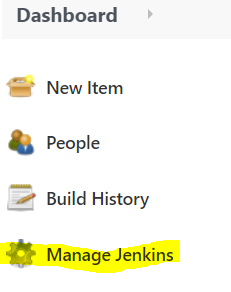 Dashboard
New Item
People
Build History
Manage Jenkins